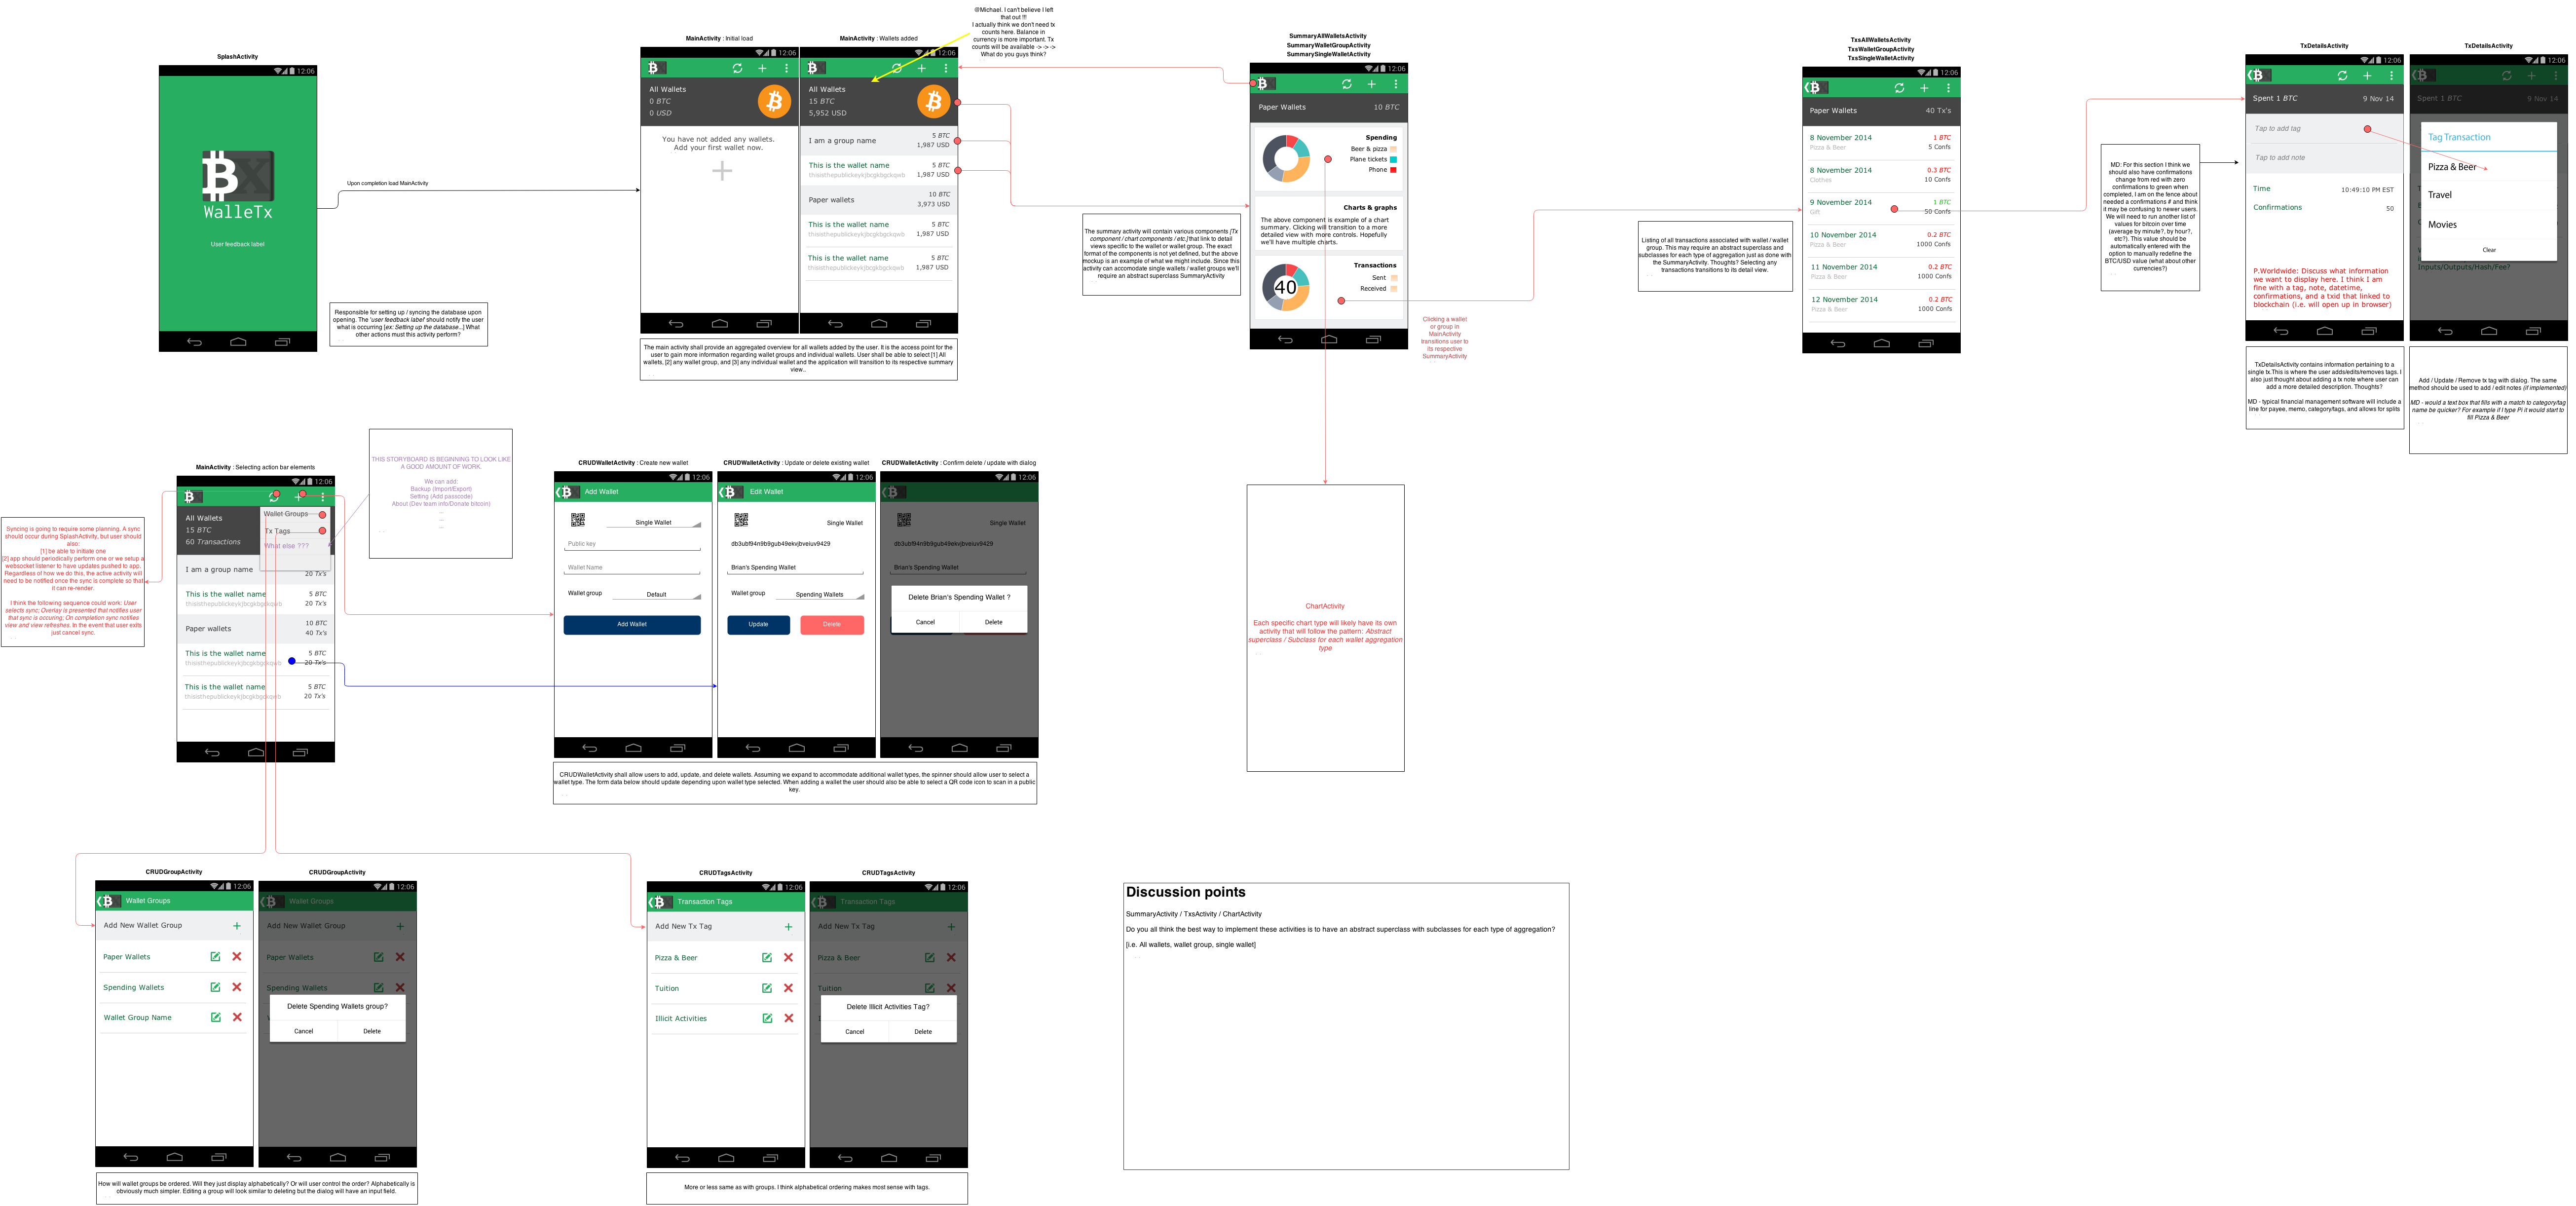 SplashActivity
12:06
WalleTx
User feedback label
Upon completion load MainActivity
Responsible for setting up / syncing the database upon
opening. The 'user feedback label' should notify the user
what is occurring [ex: Setting up the database...] What
other actions must this activity perform?
MainActivity : Initial load
12:06
All Wallets
0 BTC
0 USD
You have not added any wallets.
Add your first wallet now.
MainActivity : Wallets added
12:06
All Wallets
15 BTC
5,952 USD
I am a group name
5 BTC
1,987 USD
This is the wallet name
thisisthepublickeykjbcgkbgckqwb
5 BTC
1,987 USD
Paper wallets
10 BTC
3,973 USD
This is the wallet name
thisisthepublickeykjbcgkbgckqwb
5 BTC
1,987 USD
This is the wallet name
thisisthepublickeykjbcgkbgckqwb
5 BTC
1,987 USD
@Michael. I can't believe I left
that out !!!
I actually think we don't need tx
counts here. Balance in
currency is more important. Tx
counts will be available -> -> ->
What do you guys think?
The main activity shall provide an aggregated overview for all wallets added by the user. It is the access point for the
user to gain more information regarding wallet groups and individual wallets. User shall be able to select [1] All
wallets, [2] any wallet group, and [3] any individual wallet and the application will transition to its respective summary
view..
SummaryAllWalletsActivity
SummaryWalletGroupActivity
SummarySingleWalletActivity
12:06
Paper Wallets
10 BTC
Spending
Beer & pizza
Plane tickets
Phone
Charts & graphs
The above component is example of a chart
summary. Clicking will transition to a more
detailed view with more controls. Hopefully
we'll have multiple charts.
Transactions
40
Sent
Received
The summary activity will contain various components [Tx
component / chart components / etc.] that link to detail
views specific to the wallet or wallet group. The exact
format of the components is not yet defined, but the above
mockup is an example of what we might include. Since this
activity can accomodate single wallets / wallet groups we'll
require an abstract superclass SummaryActivity
Clicking a wallet
or group in
MainActivity
transitions user to
its respective
SummaryActivity
TxsAllWalletsActivity
TxsWalletGroupActivity
TxsSingleWalletActivity
12:06
Paper Wallets
40 Tx's
8 November 2014
Pizza & Beer
1 BTC
5 Confs
8 November 2014
Clothes
0.3 BTC
10 Confs
9 November 2014
Gift
1 BTC
50 Confs
10 November 2014
Pizza & Beer
0.2 BTC
1000 Confs
11 November 2014
Pizza & Beer
0.2 BTC
1000 Confs
12 November 2014
Pizza & Beer
0.2 BTC
1000 Confs
Listing of all transactions associated with wallet / wallet
group. This may require an abstract superclass and
subclasses for each type of aggregation just as done with
the SummaryActivity. Thoughts? Selecting any
transactions transitions to its detail view.
MD: For this section I think we
should also have confirmations
change from red with zero
confirmations to green when
completed, I am on the fence about
needed a confirmations # and think
it may be confusing to newer users.
We will need to run another list of
values for bitcoin over time
(average by minute?, by hour?,
etc?). This value should be
automatically entered with the
option to manually redefine the
BTC/USD value (what about other
currencies?)
TxDetailsActivity
12:06
Spent 1 BTC
9 Nov 14
Tap to add tag
Tap to add note
Time
10:49:10 PM EST
Confirmations
50
P.Worldwide: Discuss what information
we want to display here. I think I am
fine with a tag, note, datetime,
confirmations, and a txid that linked to
blockchain (i.e. will open up in browser)
TxDetailsActivity
12:06
Spent 1 BTC
9 Nov 14
Tag Transaction
Pizza & Beer
Travel
Movies
Clear
Inputs/Outputs/Hash/Fee?
TxDetailsActivity contains information pertaining to a
single tx.This is where the user adds/edits/removes tags. I
also just thought about adding a tx note where user can
add a more detailed description. Thoughts?
MD - typical financial management software will include a
line for payee, memo, category/tags, and allows for splits
Add / Update / Remove tx tag with dialog. The same
method should be used to add / edit notes (if implemented)
MD - would a text box that fills with a match to category/tag
name be quicker? For example if I type Pi it would start to
fill Pizza & Beer
MainActivity : Selecting action bar elements
12:06
All Wallets
15 BTC
60 Transactions
Wallet Groups
Tx Tags
What else ???
I am a group name
20 Tx's
This is the wallet name
thisisthepublickeykjbcgkbgckqwb
5 BTC
20 Tx's
Paper wallets
10 BTC
40 Tx's
This is the wallet name
thisisthepublickeykjbcgkbgckqwb
5 BTC
20 Tx's
This is the wallet name
thisisthepublickeykjbcgkbgckqwb
5 BTC
20 Tx's
Syncing is going to require some planning. A sync
should occur during SplashActivity, but user should
also:
[1] be able to initiate one
[2] app should periodically perform one or we setup a
websocket listener to have updates pushed to app.
Regardless of how we do this, the active activity will
need to be notified once the sync is complete so that
it can re-render.
I think the following sequence could work: User
selects sync; Overlay is presented that notifies user
that sync is occuring; On completion sync notifies
view and view refreshes. In the event that user exits
just cancel sync.
THIS STORYBOARD IS BEGINNING TO LOOK LIKE
A GOOD AMOUNT OF WORK.
We can add:
Backup (Import/Export)
Setting (Add passcode)
About (Dev team info/Donate bitcoin)
...
...
...
CRUDWalletActivity : Create new wallet
12:06
Add Wallet
Single Wallet
Public key
Wallet Name
Wallet group
Default
Add Wallet
CRUDWalletActivity : Update or delete existing wallet
12:06
Edit Wallet
Single Wallet
db3ubf94n9b9gub49ekvjbveiuv9429
Brian's Spending Wallet
Wallet group
Spending Wallets
Update
Delete
CRUDWalletActivity : Confirm delete / update with dialog
12:06
Single Wallet
db3ubf94n9b9gub49ekvjbveiuv9429
Brian's Spending Wallet
Delete Brian's Spending Wallet ?
Cancel
Delete
CRUDWalletActivity shall allow users to add, update, and delete wallets. Assuming we expand to accommodate additional wallet types, the spinner should allow user to select a
wallet type. The form data below should update depending upon wallet type selected. When adding a wallet the user should also be able to select a QR code icon to scan in a public
key.
ChartActivity
Each specific chart type will likely have its own
activity that will follow the pattern: Abstract
superclass / Subclass for each wallet aggregation
type
CRUDGroupActivity
12:06
Wallet Groups
Add New Wallet Group
Paper Wallets
Spending Wallets
Wallet Group Name
CRUDGroupActivity
12:06
Wallet Groups
Add New Wallet Group
Paper Wallets
Spending Wallets
Delete Spending Wallets group?
Cancel
Delete
How will wallet groups be ordered. Will they just display alphabetically? Or will user control the order? Alphabetically is
obviously much simpler. Editing a group will look similar to deleting but the dialog will have an input field.
CRUDTagsActivity
12:06
Transaction Tags
Add New Tx Tag
Pizza & Beer
Tuition
Illicit Activities
CRUDTagsActivity
12:06
Transaction Tags
Add New Tx Tag
Pizza & Beer
Tuition
Delete Illicit Activities Tag?
Cancel
Delete
More or less same as with groups. I think alphabetical ordering makes most sense with tags.
Discussion points
SummaryActivity / TxsActivity / ChartActivity
Do you all think the best way to implement these activities is to have an abstract superclass with subclasses for each type of aggregation?
[i.e. All wallets, wallet group, single wallet]